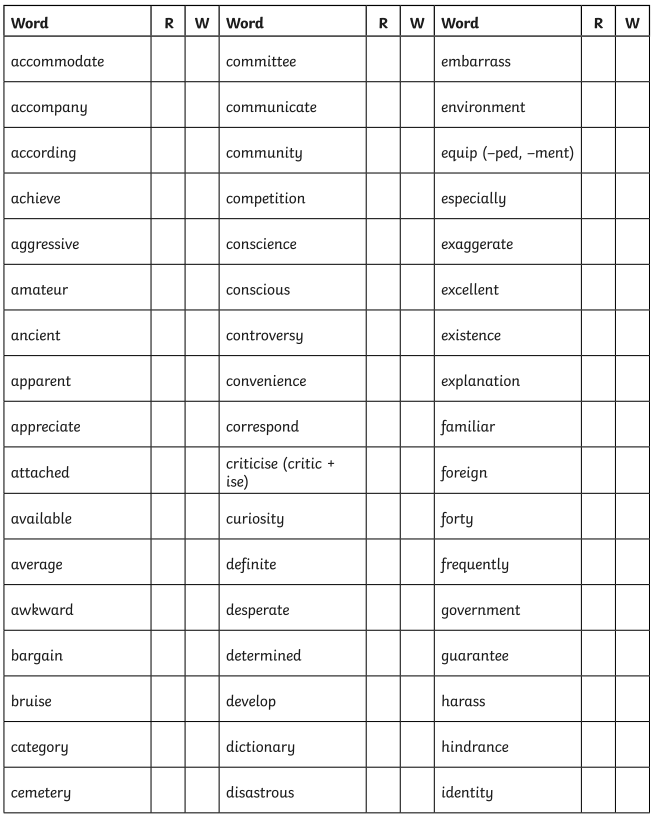 Word R W Word R W Word R W
accommodate committee embarrass
accompany communicate environment
according community equip (–ped, –ment)
achieve competition especially
aggressive conscience exaggerate
amateur conscious excellent
ancient controversy existence
apparent convenience explanation
appreciate correspond familiar
attached criticise (critic + foreign
ise)
available curiosity forty
average definite frequently
awkward desperate government
bargain determined guarantee
bruise develop harass
category dictionary hindrance
cemetery disastrous identity